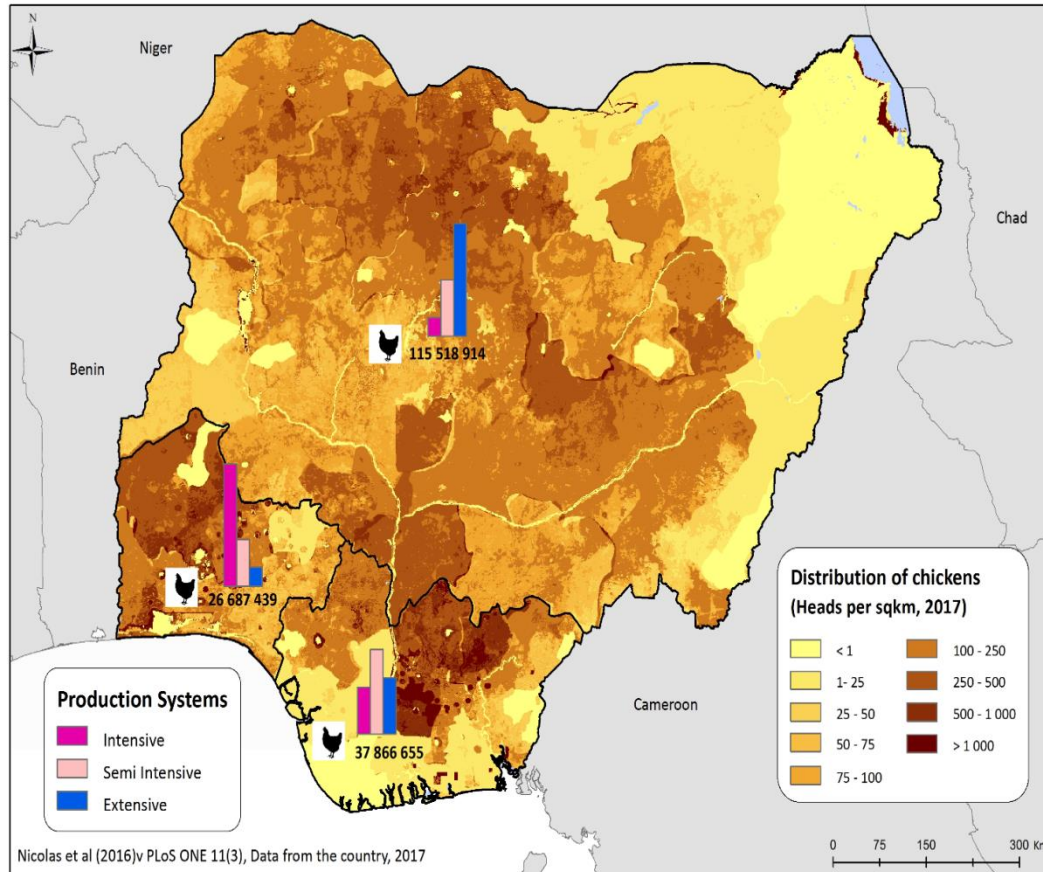 N
Niger
Chad
Benin
115 518 914
26 687 439
37 866 655
Cameroon
Production Systems
Intensive
Semi Intensive
Extensive
Distribution of chickens
(Heads per sqkm, 2017)
< 1
1- 25
25 - 50
50 - 75
75 - 100
100 - 250
250 - 500
500 - 1 000
> 1 000
Nicolas et al (2016)v PLoS ONE 11(3), Data from the country, 2017
0 75 150 300 Km